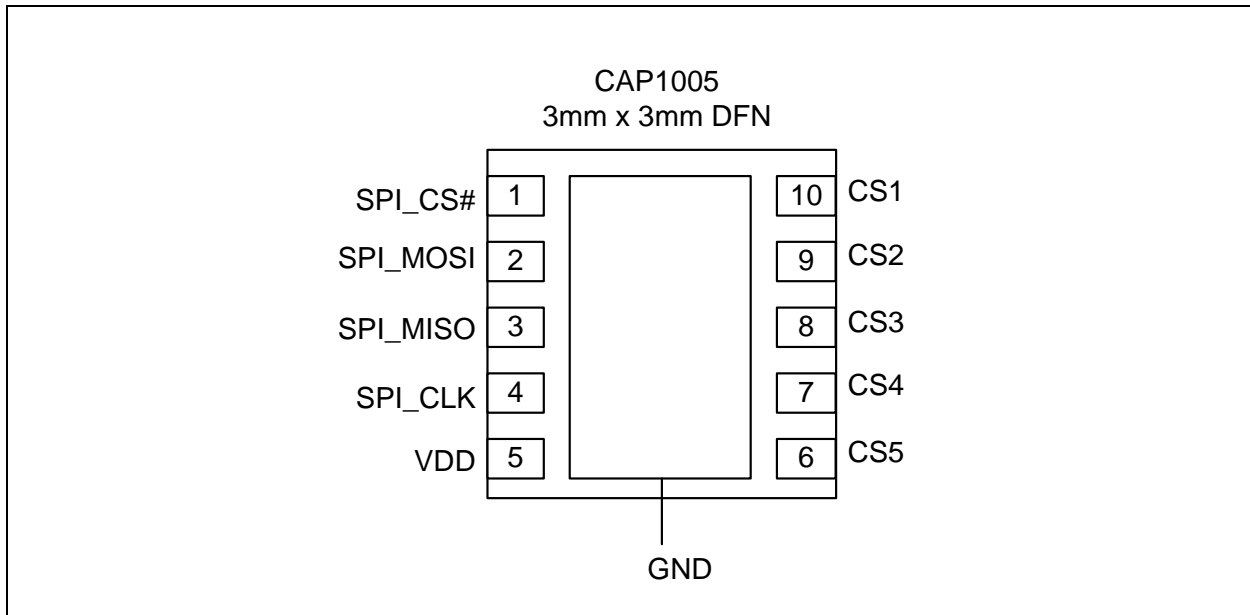 CAP1005
3mm x 3mm DFN
SPI_CS# 1 10 CS1
SPI_MOSI 2 9 CS2
SPI_MISO 3 8 CS3
SPI_CLK 4 7 CS4
VDD 5 6 CS5
GND